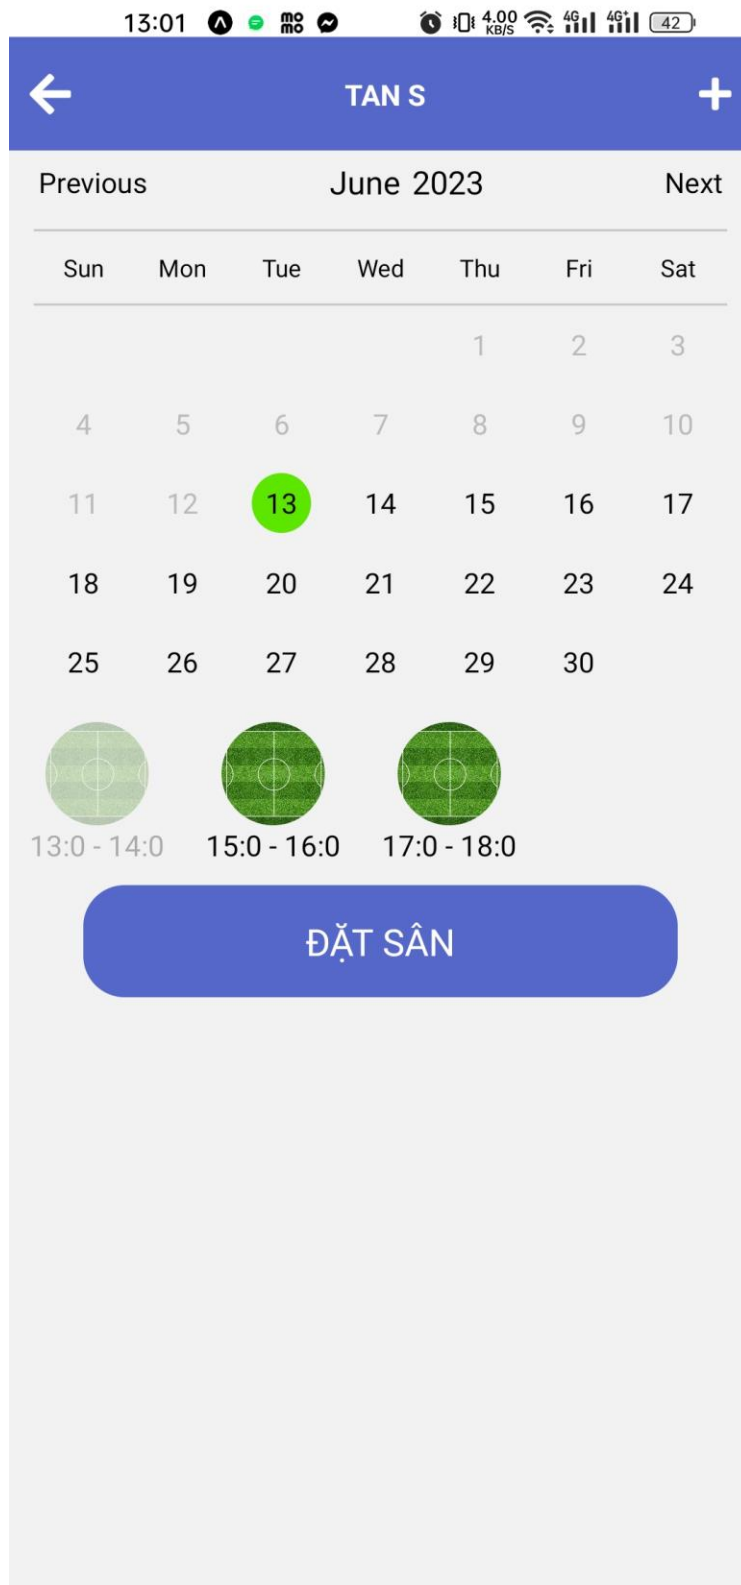 13:01 mo mo 4.00 KB/S 4G 4G+ 42
TAN S
Previous June 2023 Next
Sun Mon Tue Wed Thu Fri Sat
1 2 3
4 5 6 7 8 9 10
11 12 13 14 15 16 17
18 19 20 21 22 23 24
25 26 27 28 29 30
13:0 - 14:0 15:0 - 16:0 17:0 - 18:0
ĐẶT SÂN